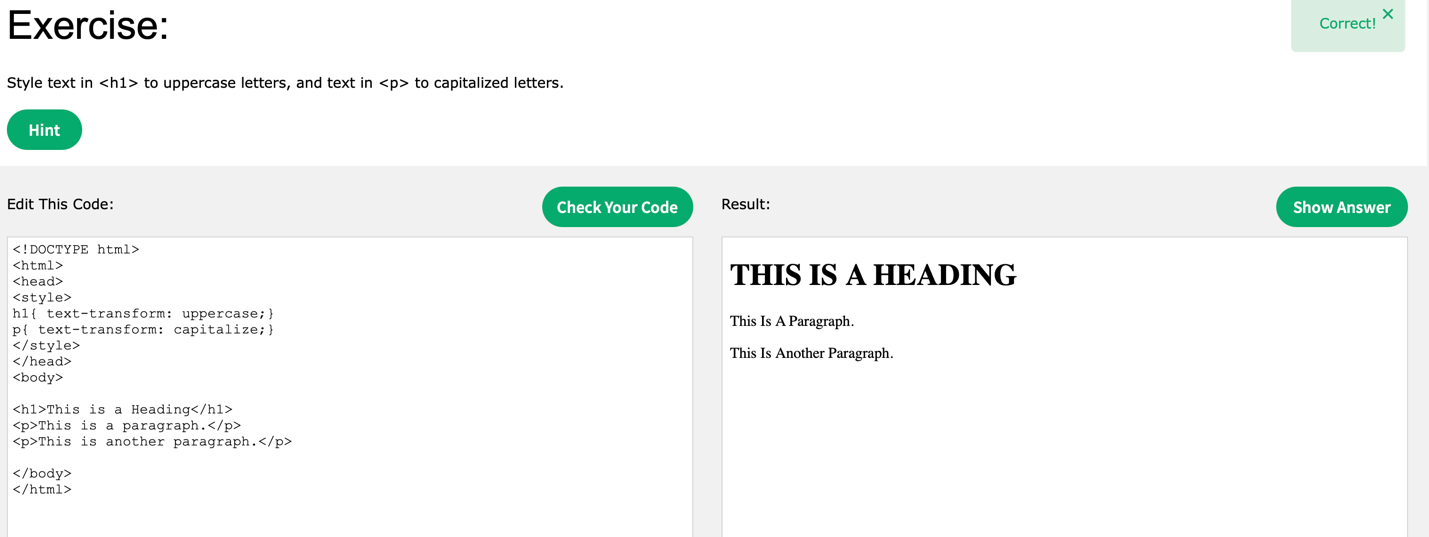 Exercise:
Correct! ×
Style text in <h1> to uppercase letters, and text in <p> to capitalized letters.
Hint
Edit This Code:
Check Your Code
Result:
Show Answer
<!DOCTYPE html>
<html>
<head>
<style>
h1{ text-transform: uppercase;}
p{ text-transform: capitalize;}
</style>
</head>
<body>
<h1>This is a Heading</h1>
<p>This is a paragraph.</p>
<p>This is another paragraph.</p>
</body>
</html>
THIS IS A HEADING
This Is A Paragraph.
This Is Another Paragraph.